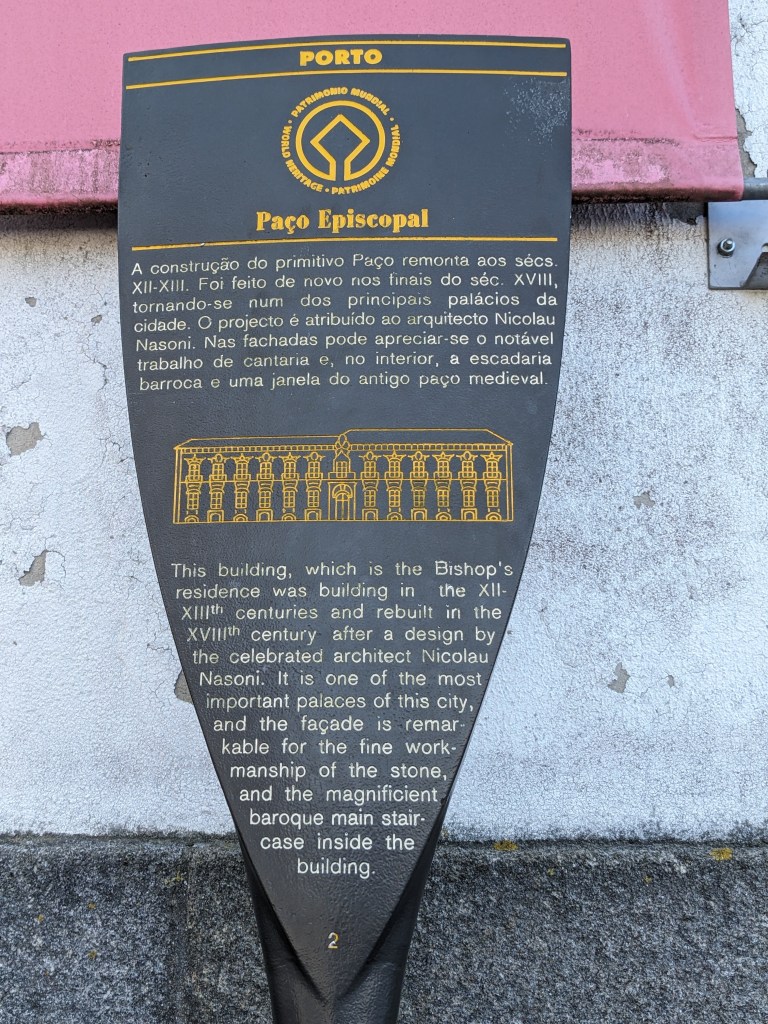 PORTO
PATRIMONIO MUNDIAL • WORLD HERITAGE • PATRIMOINE MONDIAL •
Paço Episcopal
A construção do primitivo Paço remonta aos sécs.
XII-XIII. Foi feito de novo nos finais do séc. XVIII,
tornando-se num dos principais palácios da
cidade. O projecto é atribuído ao arquitecto Nicolau
Nasoni. Nas fachadas pode apreciar-se o notável
trabalho de cantaria e, no interior, a escadaria
barroca e uma janela do antigo paço medieval.
This building, which is the Bishop's
residence was building in the XII-
XIIIth centuries and rebuilt in the
XVIIIth century after a design by
the celebrated architect Nicolau
Nasoni. It is one of the most
important palaces of this city,
and the façade is remar-
kable for the fine work-
manship of the stone,
and the magnificient
baroque main stair-
case inside the
building.
2